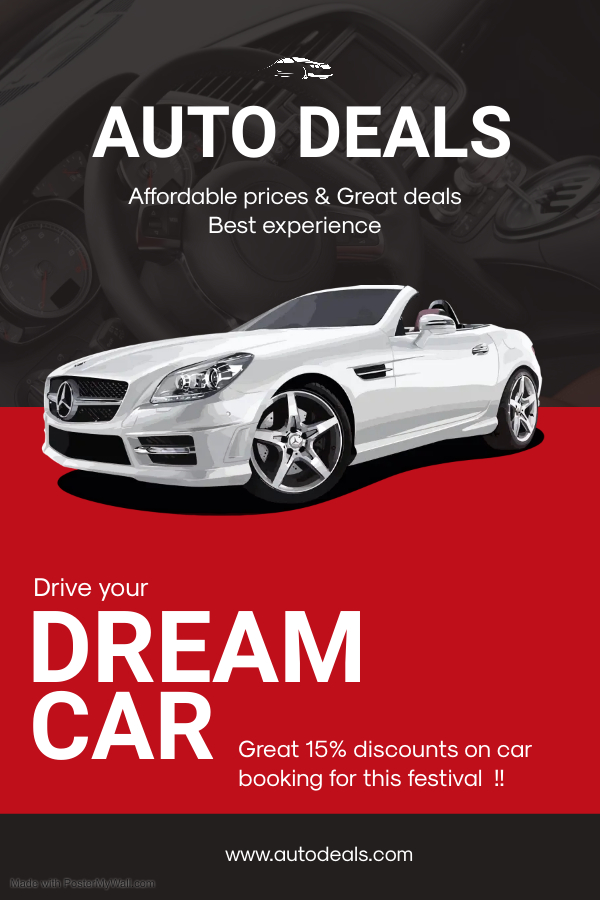 AUTO DEALS
Affordable prices & Great deals
Best experience
Drive your
DREAM
CAR
Great 15% discounts on car
booking for this festival !!
www.autodeals.com
Made with PosterMyWall.com